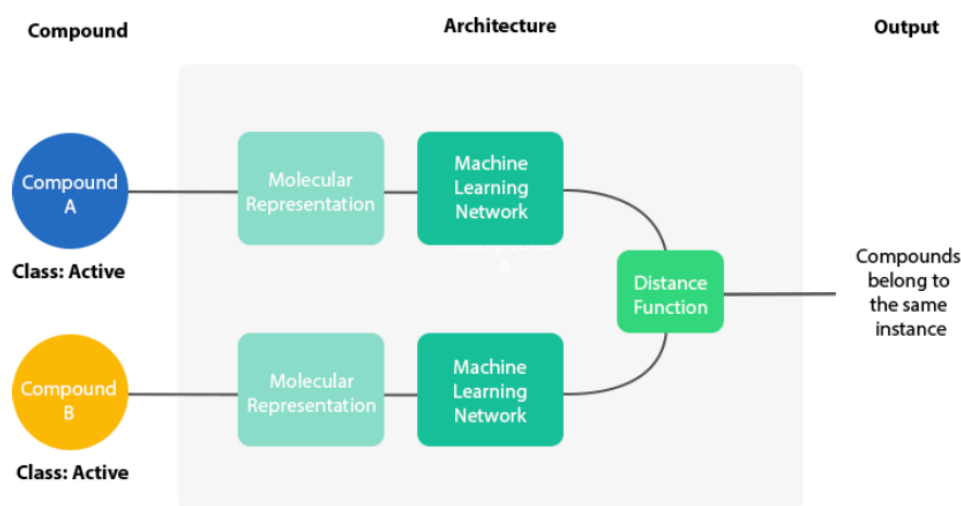 Compound
Architecture
Output
Compound
A
Class: Active
Molecular
Representation
Machine
Learning
Network
A
Distance
Function
Compounds
belong to
the same
instance
Compound
B
Class: Active
Molecular
Representation
Machine
Learning
Network